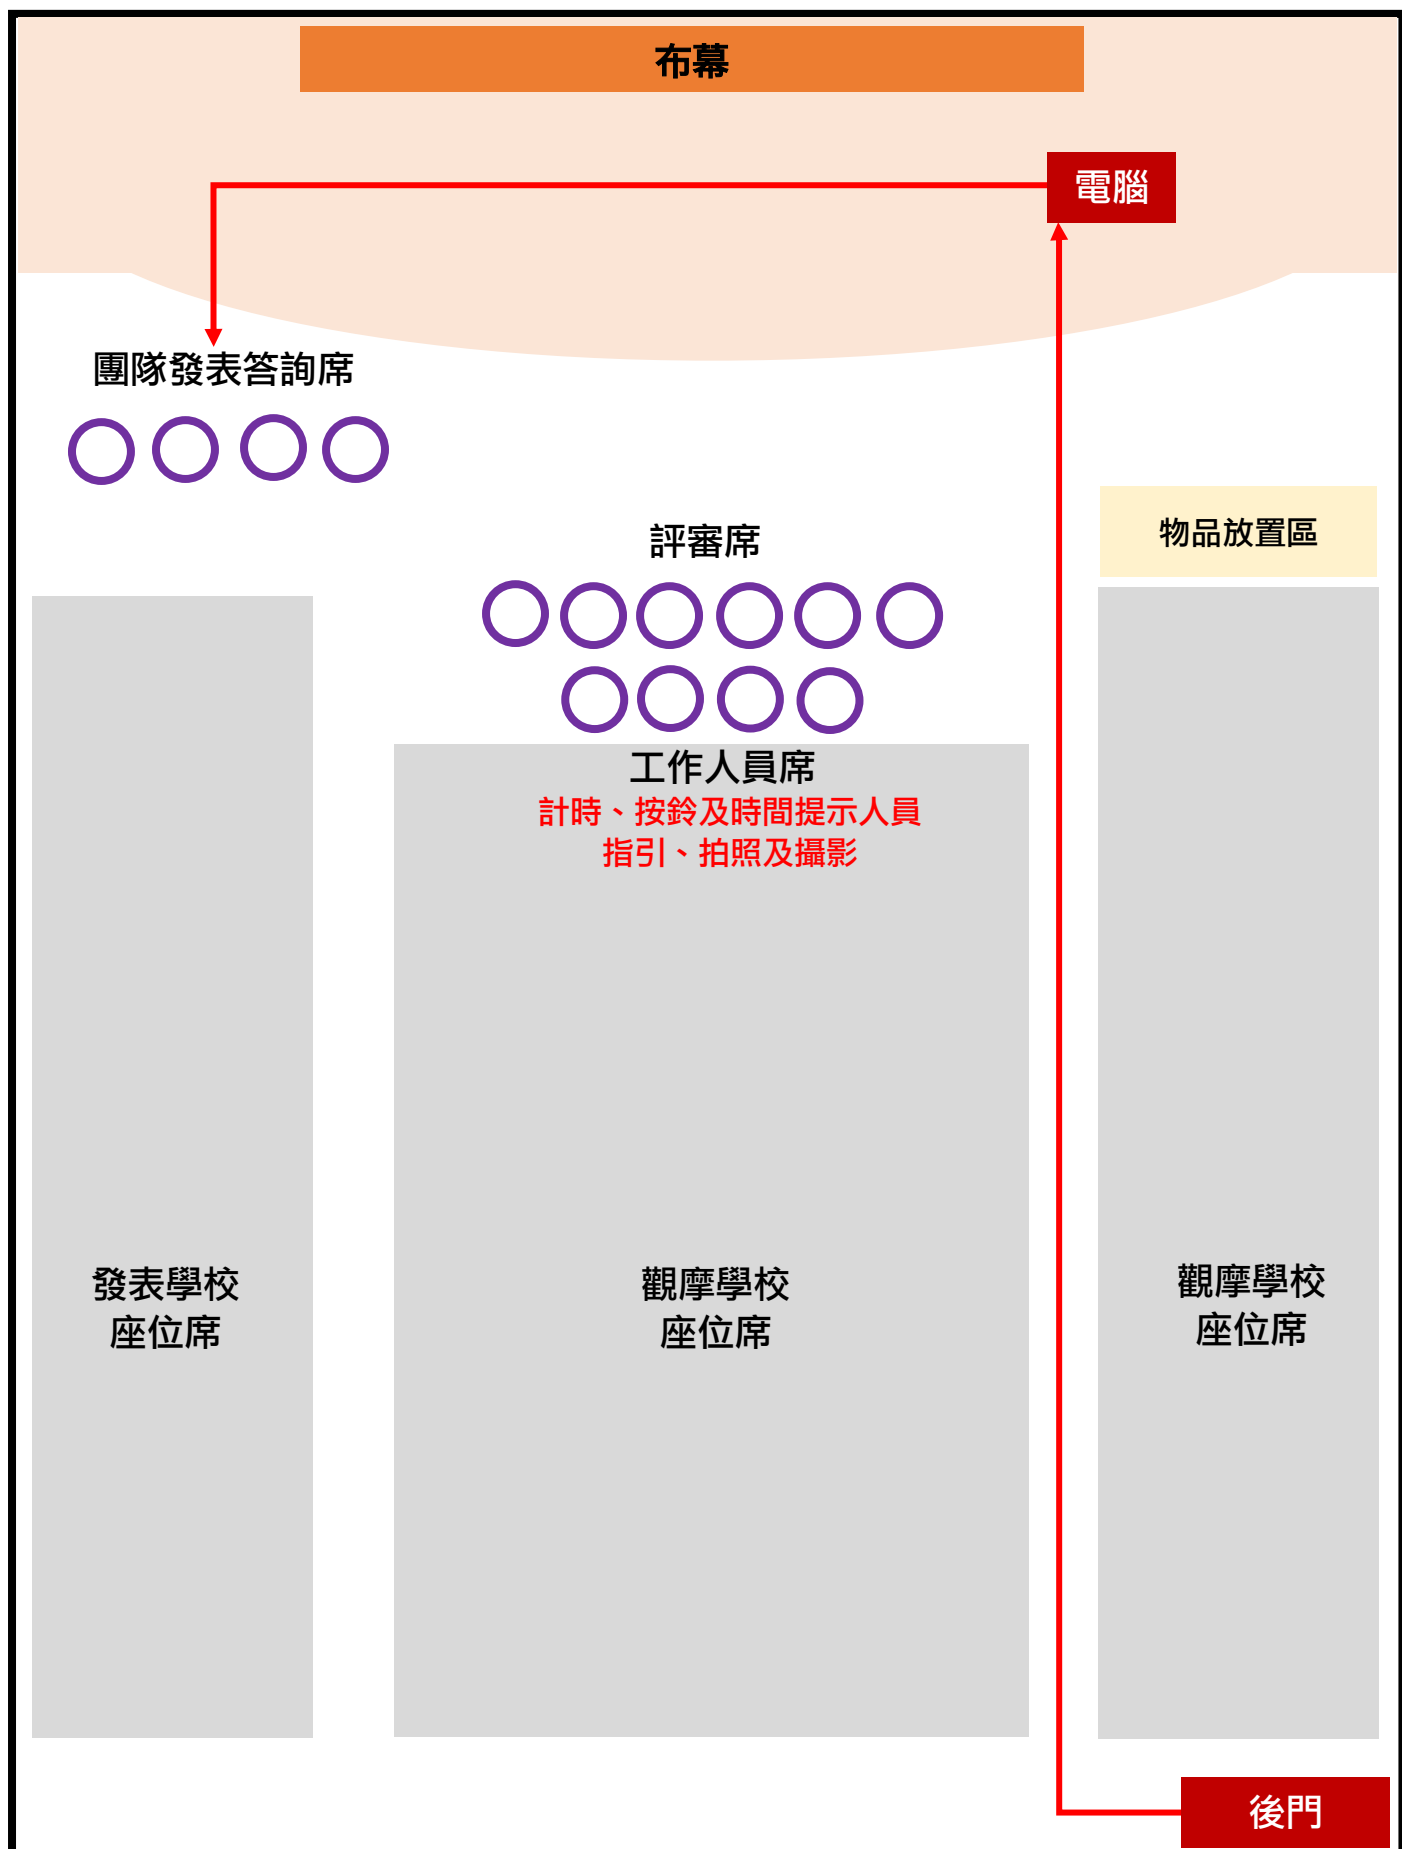 布幕
電腦
團隊發表答詢席
評審席
物品放置區
工作人員席
計時、按鈴及時間提示人員
指引、拍照及攝影
發表學校
座位席
觀摩學校
座位席
觀摩學校
座位席
後門